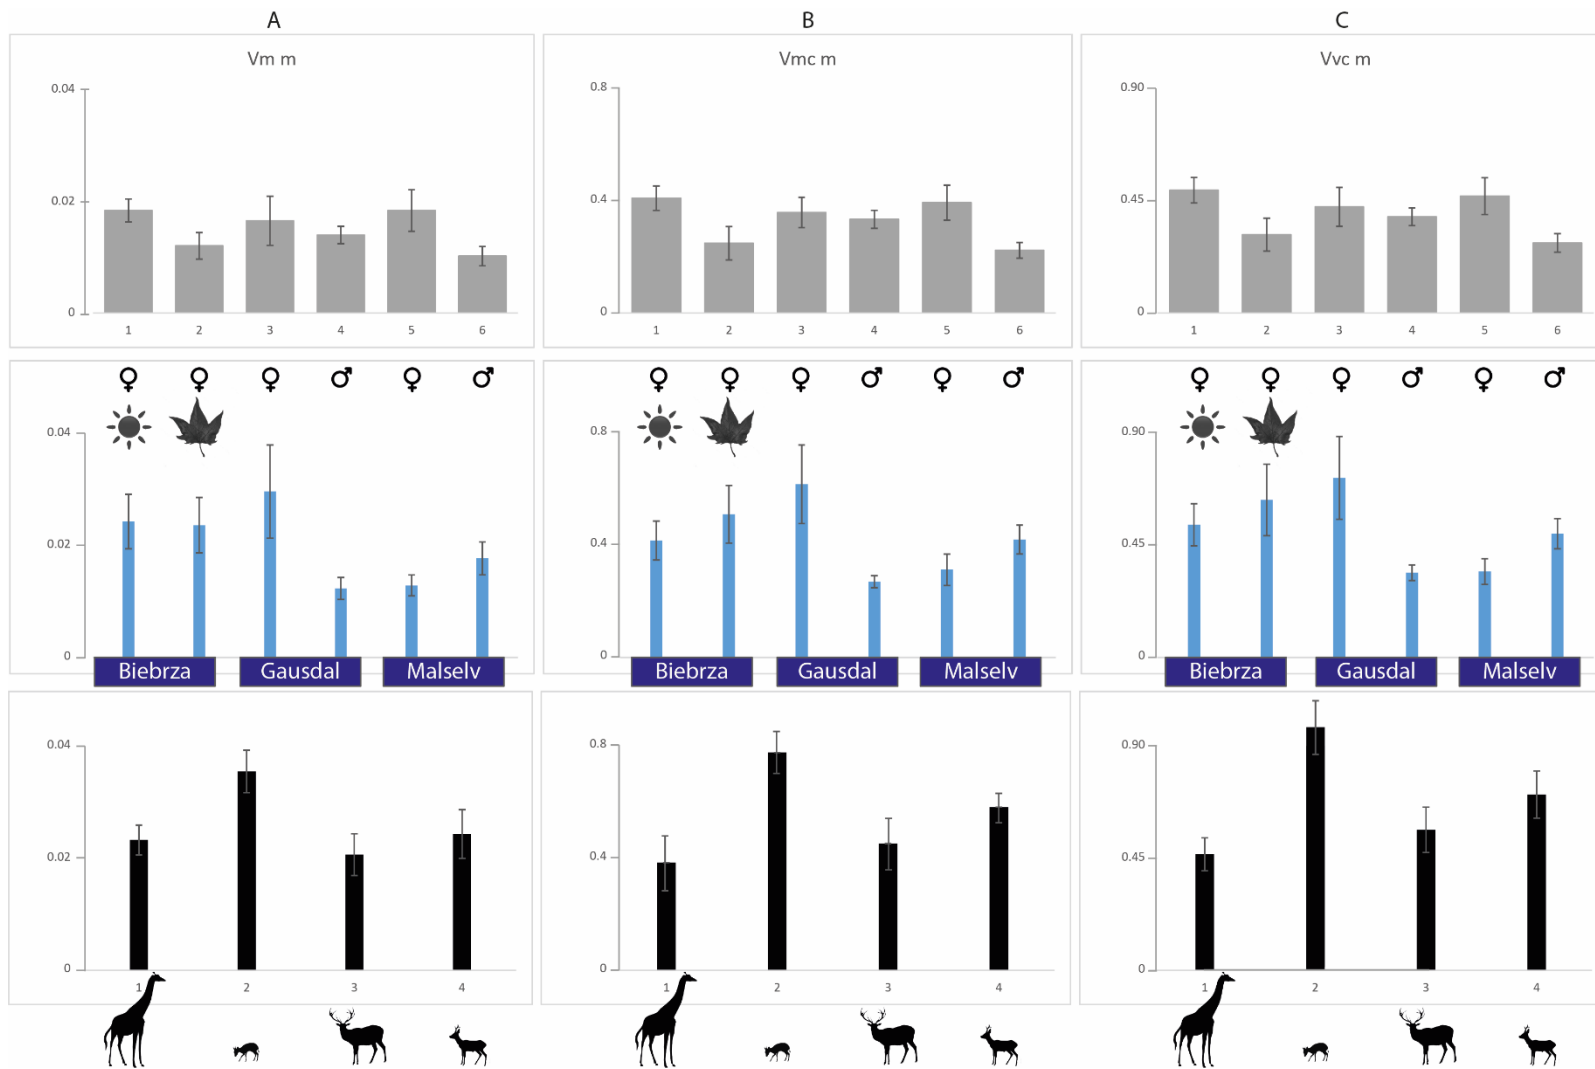 A B C
Vm m Vmc m Vvc m
0.04 0.8 0.90
0.02 0.4 0.45
0 0 0
1 2 3 4 5 6 1 2 3 4 5 6 1 2 3 4 5 6
♀ ♀ ♀ ♂ ♀ ♂ ♀ ♀ ♀ ♂ ♀ ♂ ♀ ♀ ♀ ♂ ♀ ♂
0.04 0.8 0.90
0.02 0.4 0.45
0 0 0
Biebrza Gausdal Malselv Biebrza Gausdal Malselv Biebrza Gausdal Malselv
0.04 0.8 0.90
0.02 0.4 0.45
0 0 0
1 2 3 4 1 2 3 4 1 2 3 4